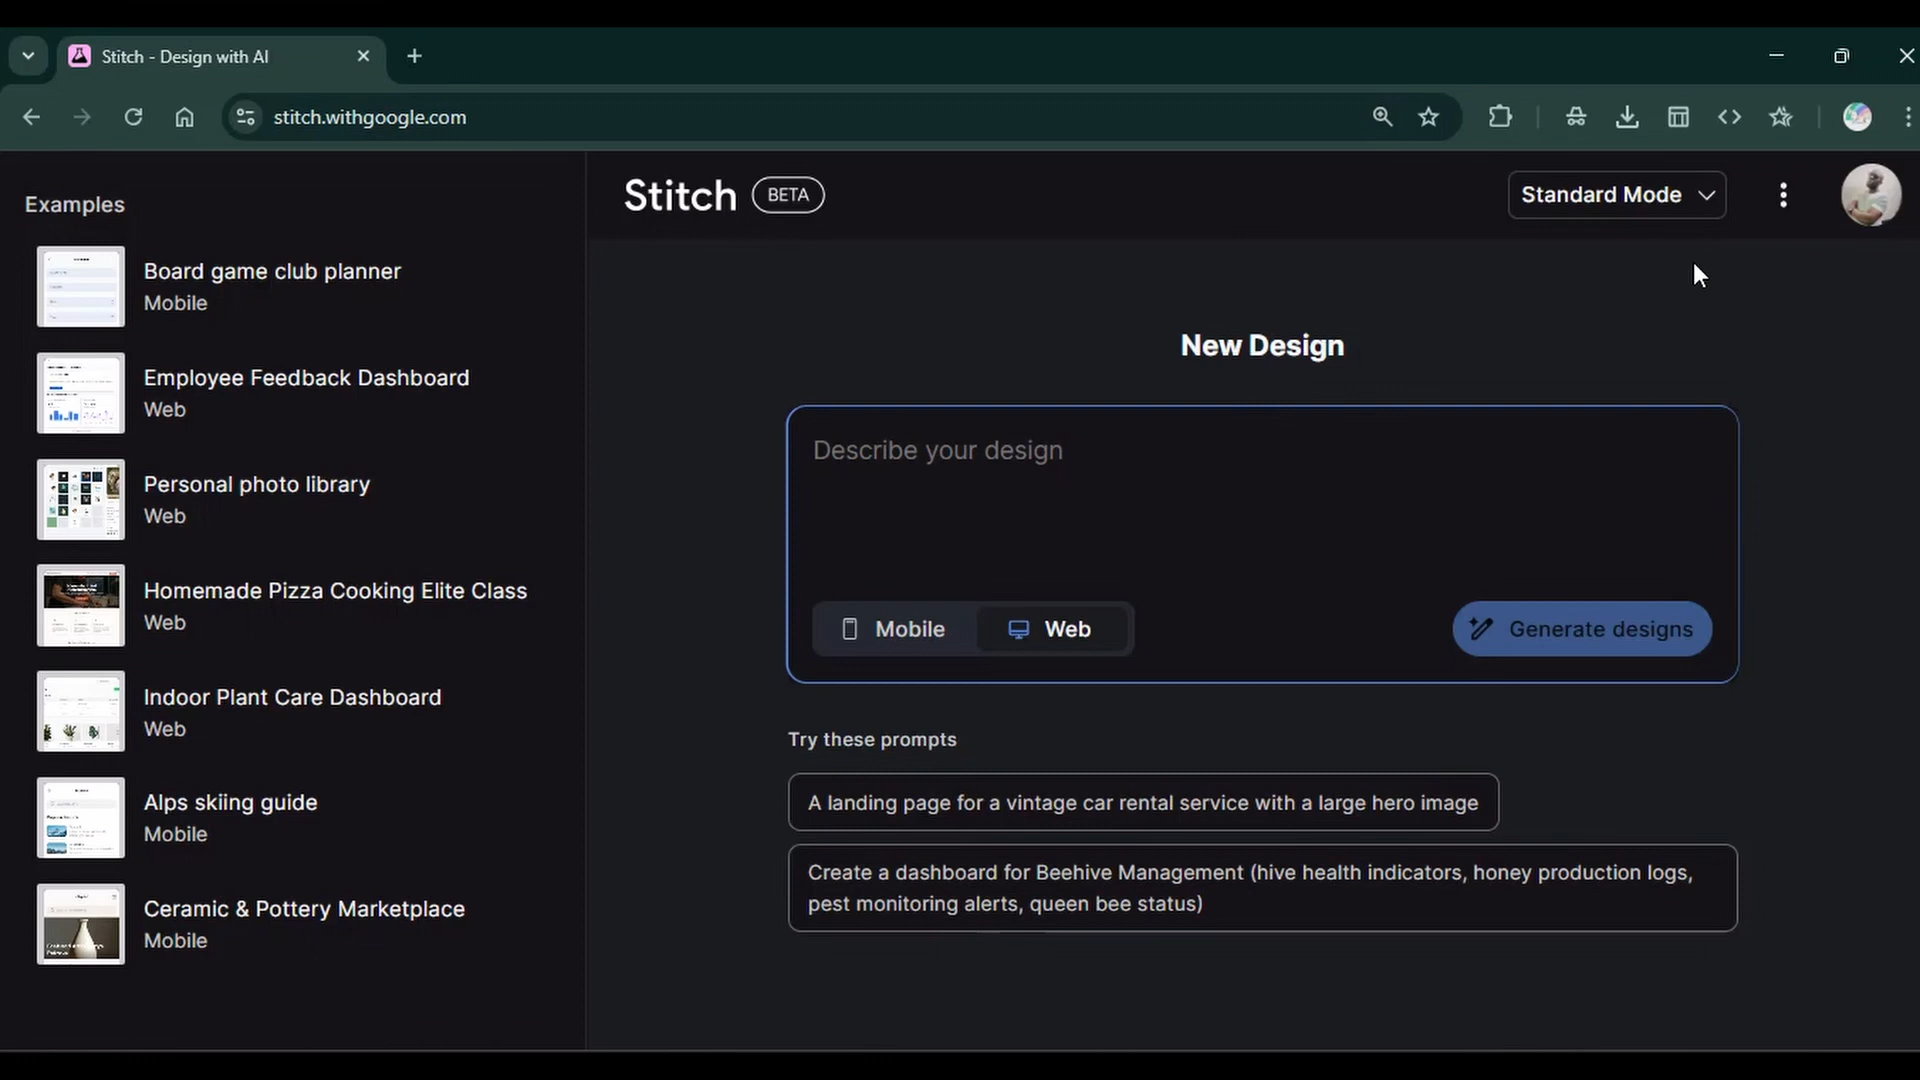 Stitch - Design with AI
stitch.withgoogle.com
Examples
Board game club planner
Mobile
Employee Feedback Dashboard
Web
Personal photo library
Web
Homemade Pizza Cooking Elite Class
Web
Indoor Plant Care Dashboard
Web
Alps skiing guide
Mobile
Ceramic & Pottery Marketplace
Mobile
Stitch BETA
Standard Mode
New Design
Describe your design
Mobile Web
Generate designs
Try these prompts
A landing page for a vintage car rental service with a large hero image
Create a dashboard for Beehive Management (hive health indicators, honey production logs,
pest monitoring alerts, queen bee status)